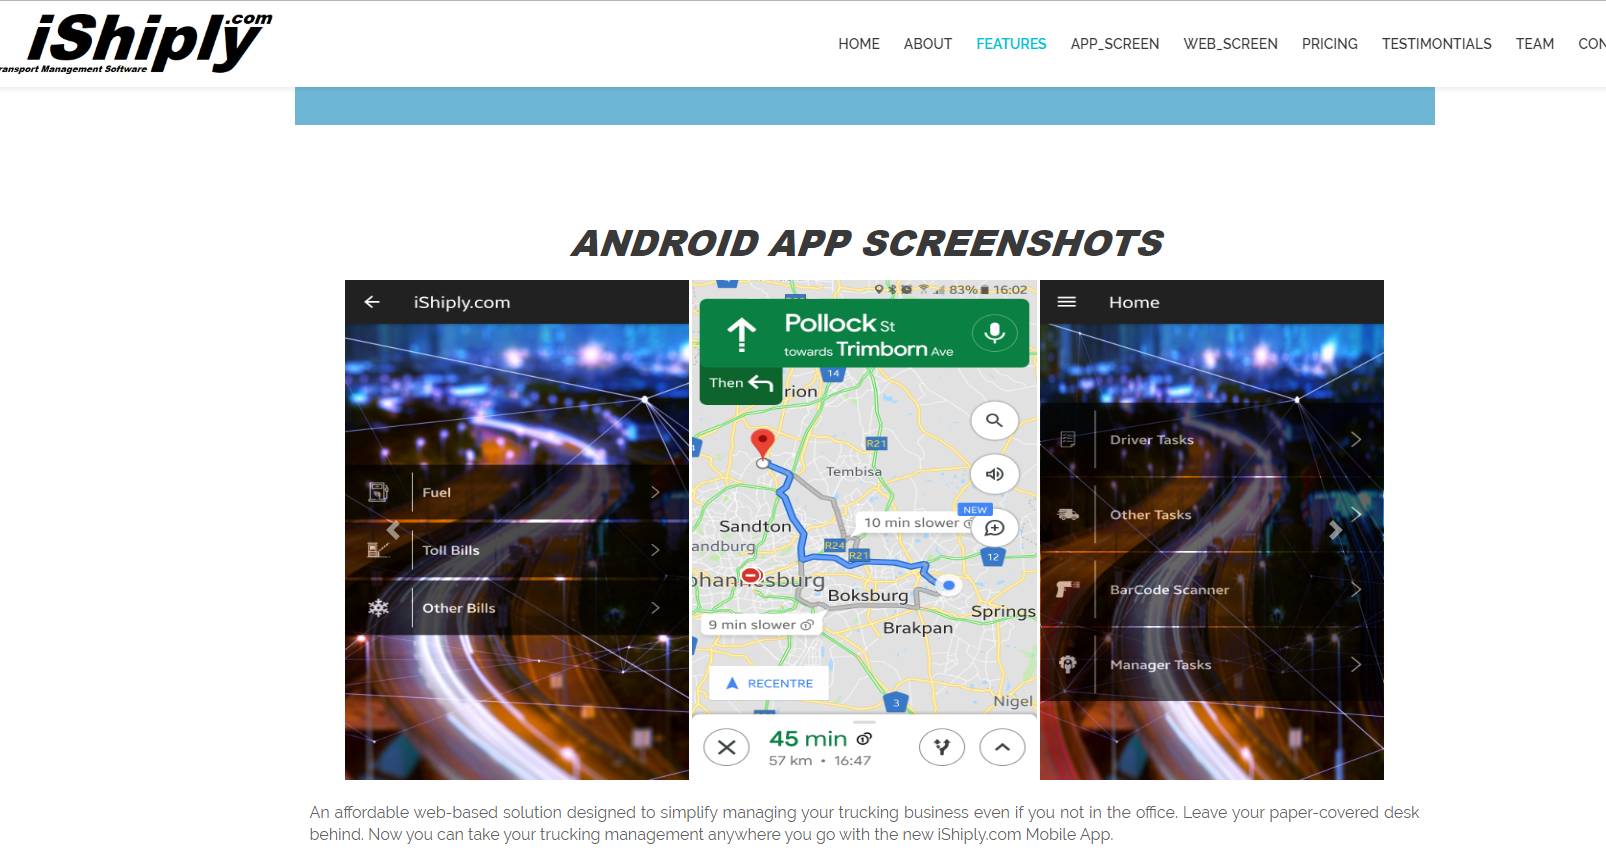 iShiply.com
Transport Management Software
HOME ABOUT FEATURES APP_SCREEN WEB_SCREEN PRICING TESTIMONTIALS TEAM
ANDROID APP SCREENSHOTS
iShiply.com
Fuel
Toll Bills
Other Bills
83% 16:02
Pollock St
towards Trimborn Ave
Then
14
rion
R21
Tembisa
NEW
10 min slower
Sandton
andburg
R24
R21
12
ohannesburg
Boksburg
Springs
9 min slower
Brakpan
RECENTRE
3
Nigel
45 min
57 km • 16:47
Home
Driver Tasks
Other Tasks
BarCode Scanner
Manager Tasks
An affordable web-based solution designed to simplify managing your trucking business even if you not in the office. Leave your paper-covered desk
behind. Now you can take your trucking management anywhere you go with the new iShiply.com Mobile App.